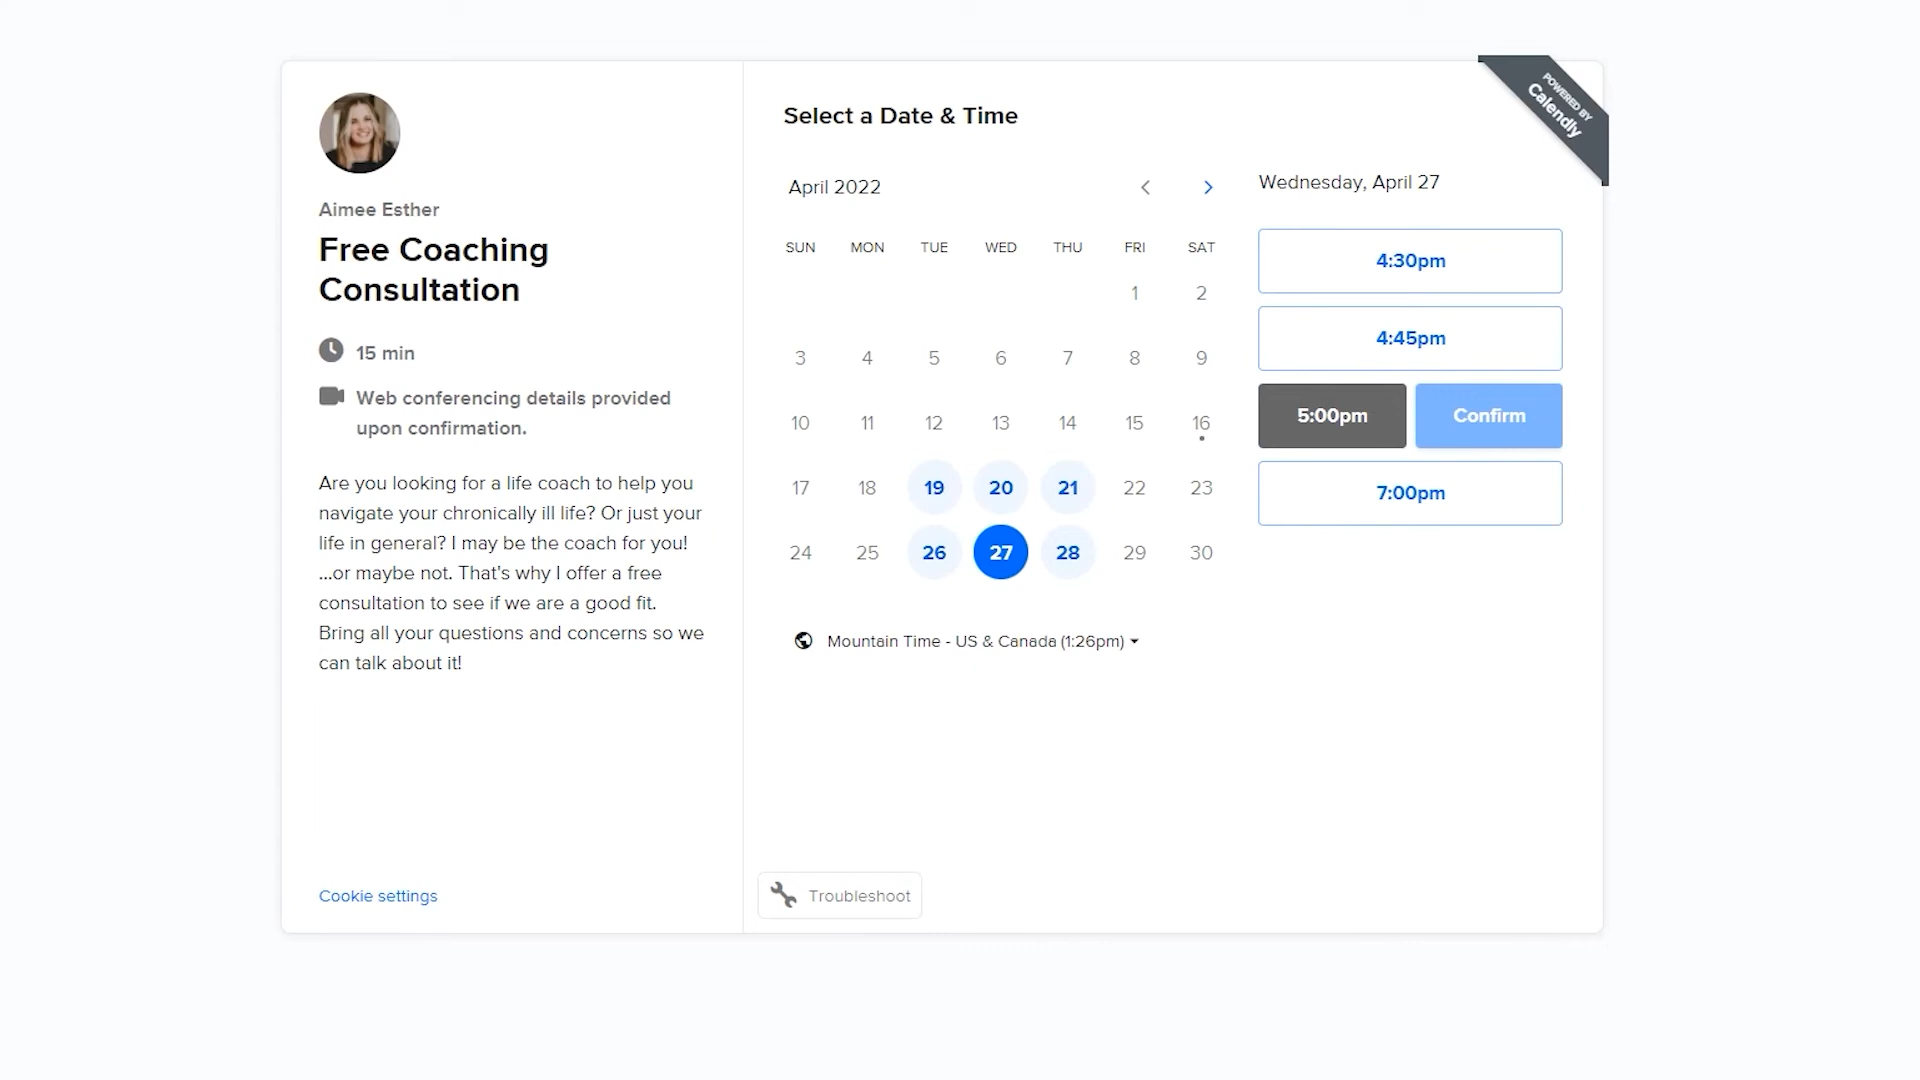 Aimee Esther
Free Coaching
Consultation
15 min
Web conferencing details provided
upon confirmation.
Are you looking for a life coach to help you
navigate your chronically ill life? Or just your
life in general? I may be the coach for you!
...or maybe not. That's why I offer a free
consultation to see if we are a good fit.
Bring all your questions and concerns so we
can talk about it!
Cookie settings
Select a Date & Time
April 2022
SUN MON TUE WED THU FRI SAT
1 2
3 4 5 6 7 8 9
10 11 12 13 14 15 16
17 18 19 20 21 22 23
24 25 26 27 28 29 30
Mountain Time - US & Canada (1:26pm)
Troubleshoot
Wednesday, April 27
4:30pm
4:45pm
5:00pm Confirm
7:00pm
POWERED BY
Calendly